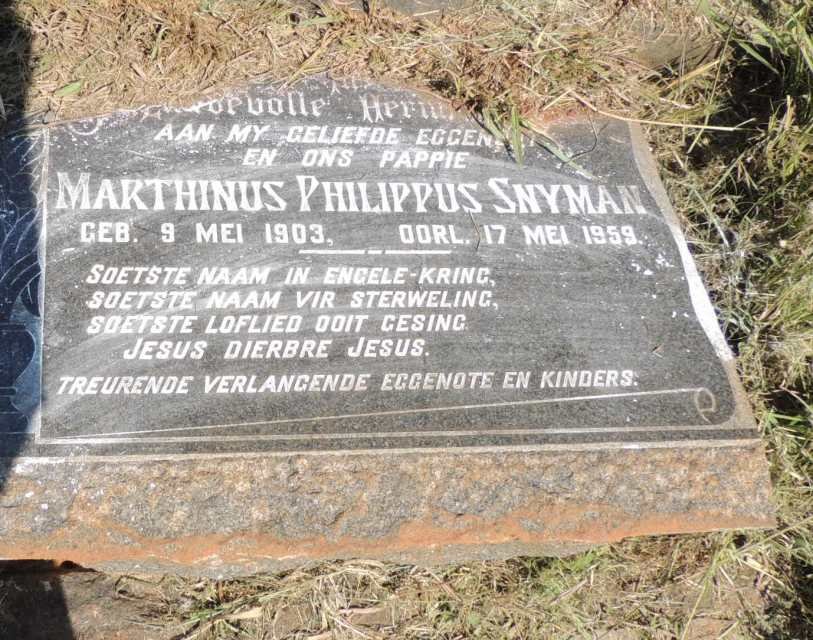 AAN MY GELIEFDE
EN ONS PAPPIE
MARTHINUS PHILIPPUS SNYMAN
GEB. 9 MEI 1903, OORL. 17 MEI 1959.
SOETSTE NAAM IN ENGELE-KRING,
SOETSTE NAAM VIR STERWELING,
SOETSTE LOFLIED OOIT GESING
JESUS DIERBRE JESUS.
TREURENDE VERLANGENDE EGGENOTE EN KINDERS.